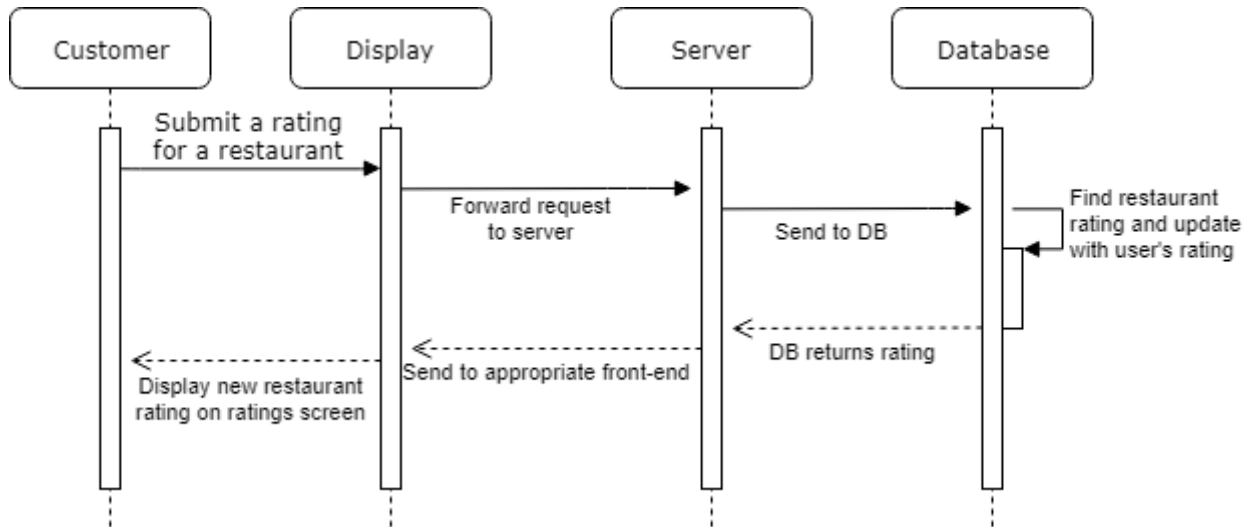 Customer
Display
Server
Database
Submit a rating
for a restaurant
Forward request
to server
Send to DB
Find restaurant
rating and update
with user's rating
DB returns rating
Send to appropriate front-end
Display new restaurant
rating on ratings screen